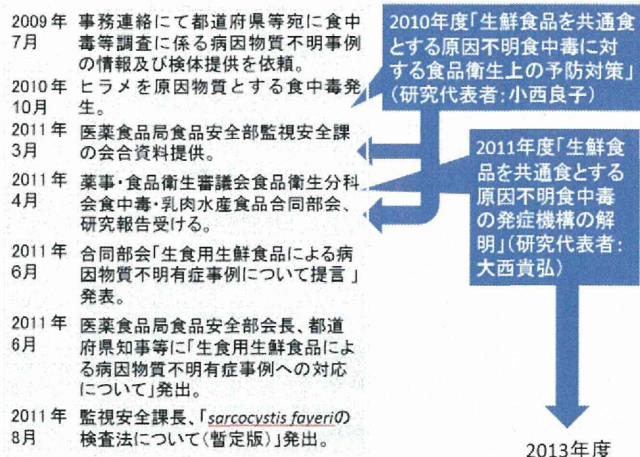 2009年 事務連絡にて都道府県等宛に食中
7月 毒等調査に係る病因物質不明事例
の情報及び検体提供を依頼。
2010年 ヒラメを原因物質とする食中毒発
10月 生。
2011年 医薬食品局食品安全部監視安全課
3月 の会合資料提供。
2011年 薬事・食品衛生審議会食品衛生分科
4月 会食中毒・乳肉水産食品合同部会、
研究報告受ける。
2011年 合同部会「生食用生鮮食品による病
6月 因物質不明有症事例について提言」
発表。
2011年 医薬食品局食品安全部会長、都道
6月 府県知事等に「生食用生鮮食品によ
る病因物質不明有症事例への対応
について」発出。
2011年 監視安全課長、「sarcocystis fayeriの
8月 検査法について(暫定版)」発出。
2010年度「生鮮食品を共通食
とする原因不明食中毒に対
する食品衛生上の予防対策」
(研究代表者:小西良子)
2011年度「生鮮食
品を共通食とする
原因不明食中毒
の発症機構の解
明」(研究代表者:
大西貴弘)
2013年度